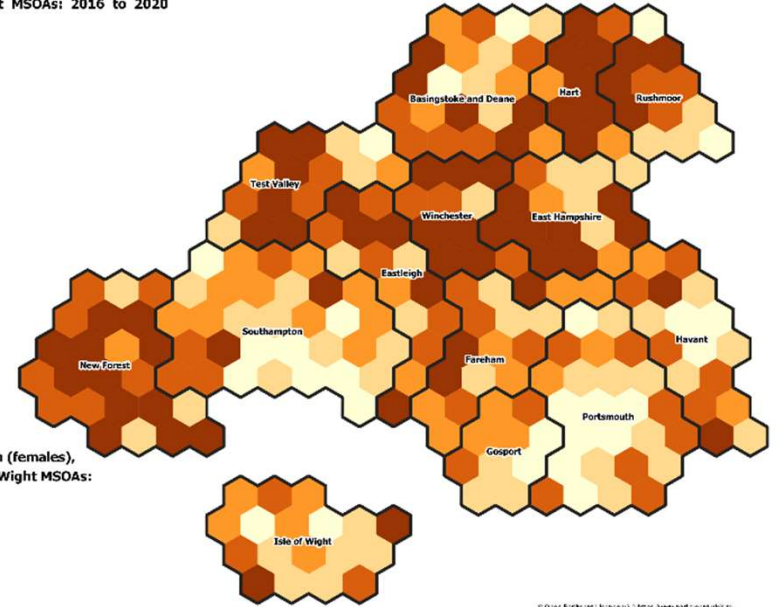 t MSOAs: 2016 to 2020
Basingstoke and Deane
Hart
Rushmoor
Test Valley
Winchester
East Hampshire
Eastleigh
Southampton
Havant
New Forest
Fareham
Portsmouth
Gosport
(females),
Wight MSOAs:
Isle of Wight